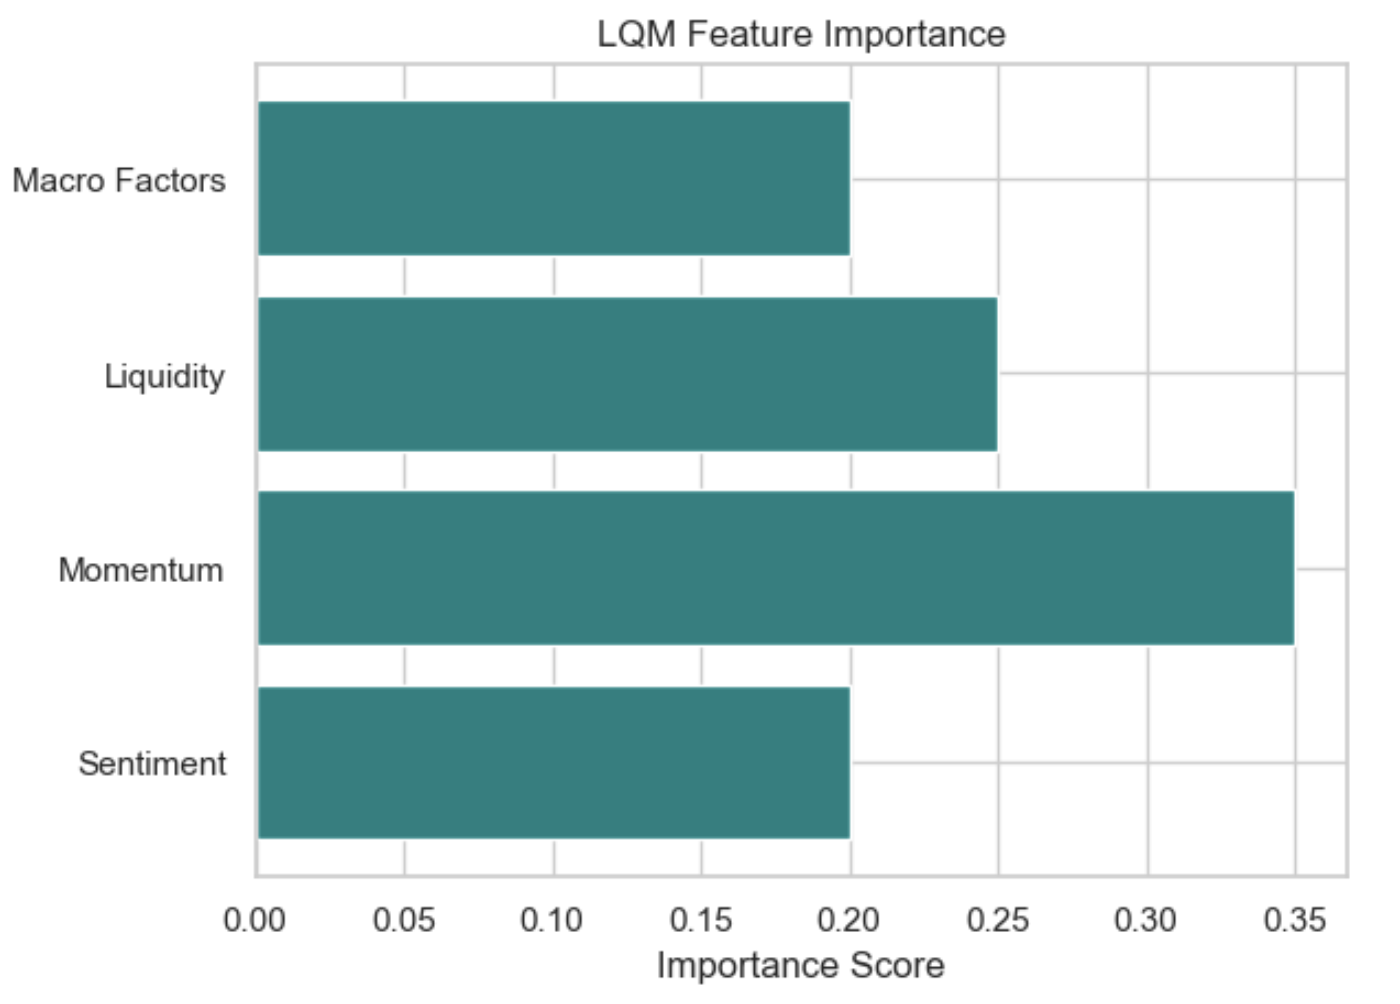 LQM Feature Importance
Macro Factors
Liquidity
Momentum
Sentiment
0.00 0.05 0.10 0.15 0.20 0.25 0.30 0.35
Importance Score